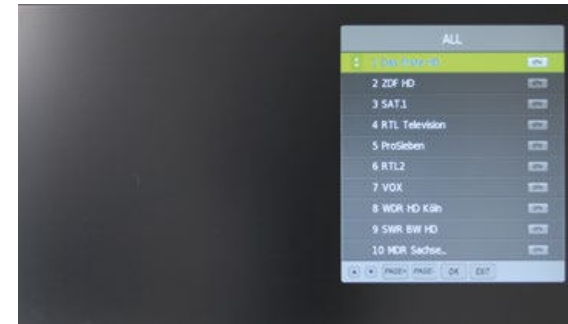 ALL
1 Das Erste HD
2 ZDF HD
3 SAT.1
4 RTL Television
5 ProSieben
6 RTL2
7 VOX
8 WDR HD Köln
9 SWR BW HD
10 MDR Sachse..
PAGE+ PAGE- OK EXIT